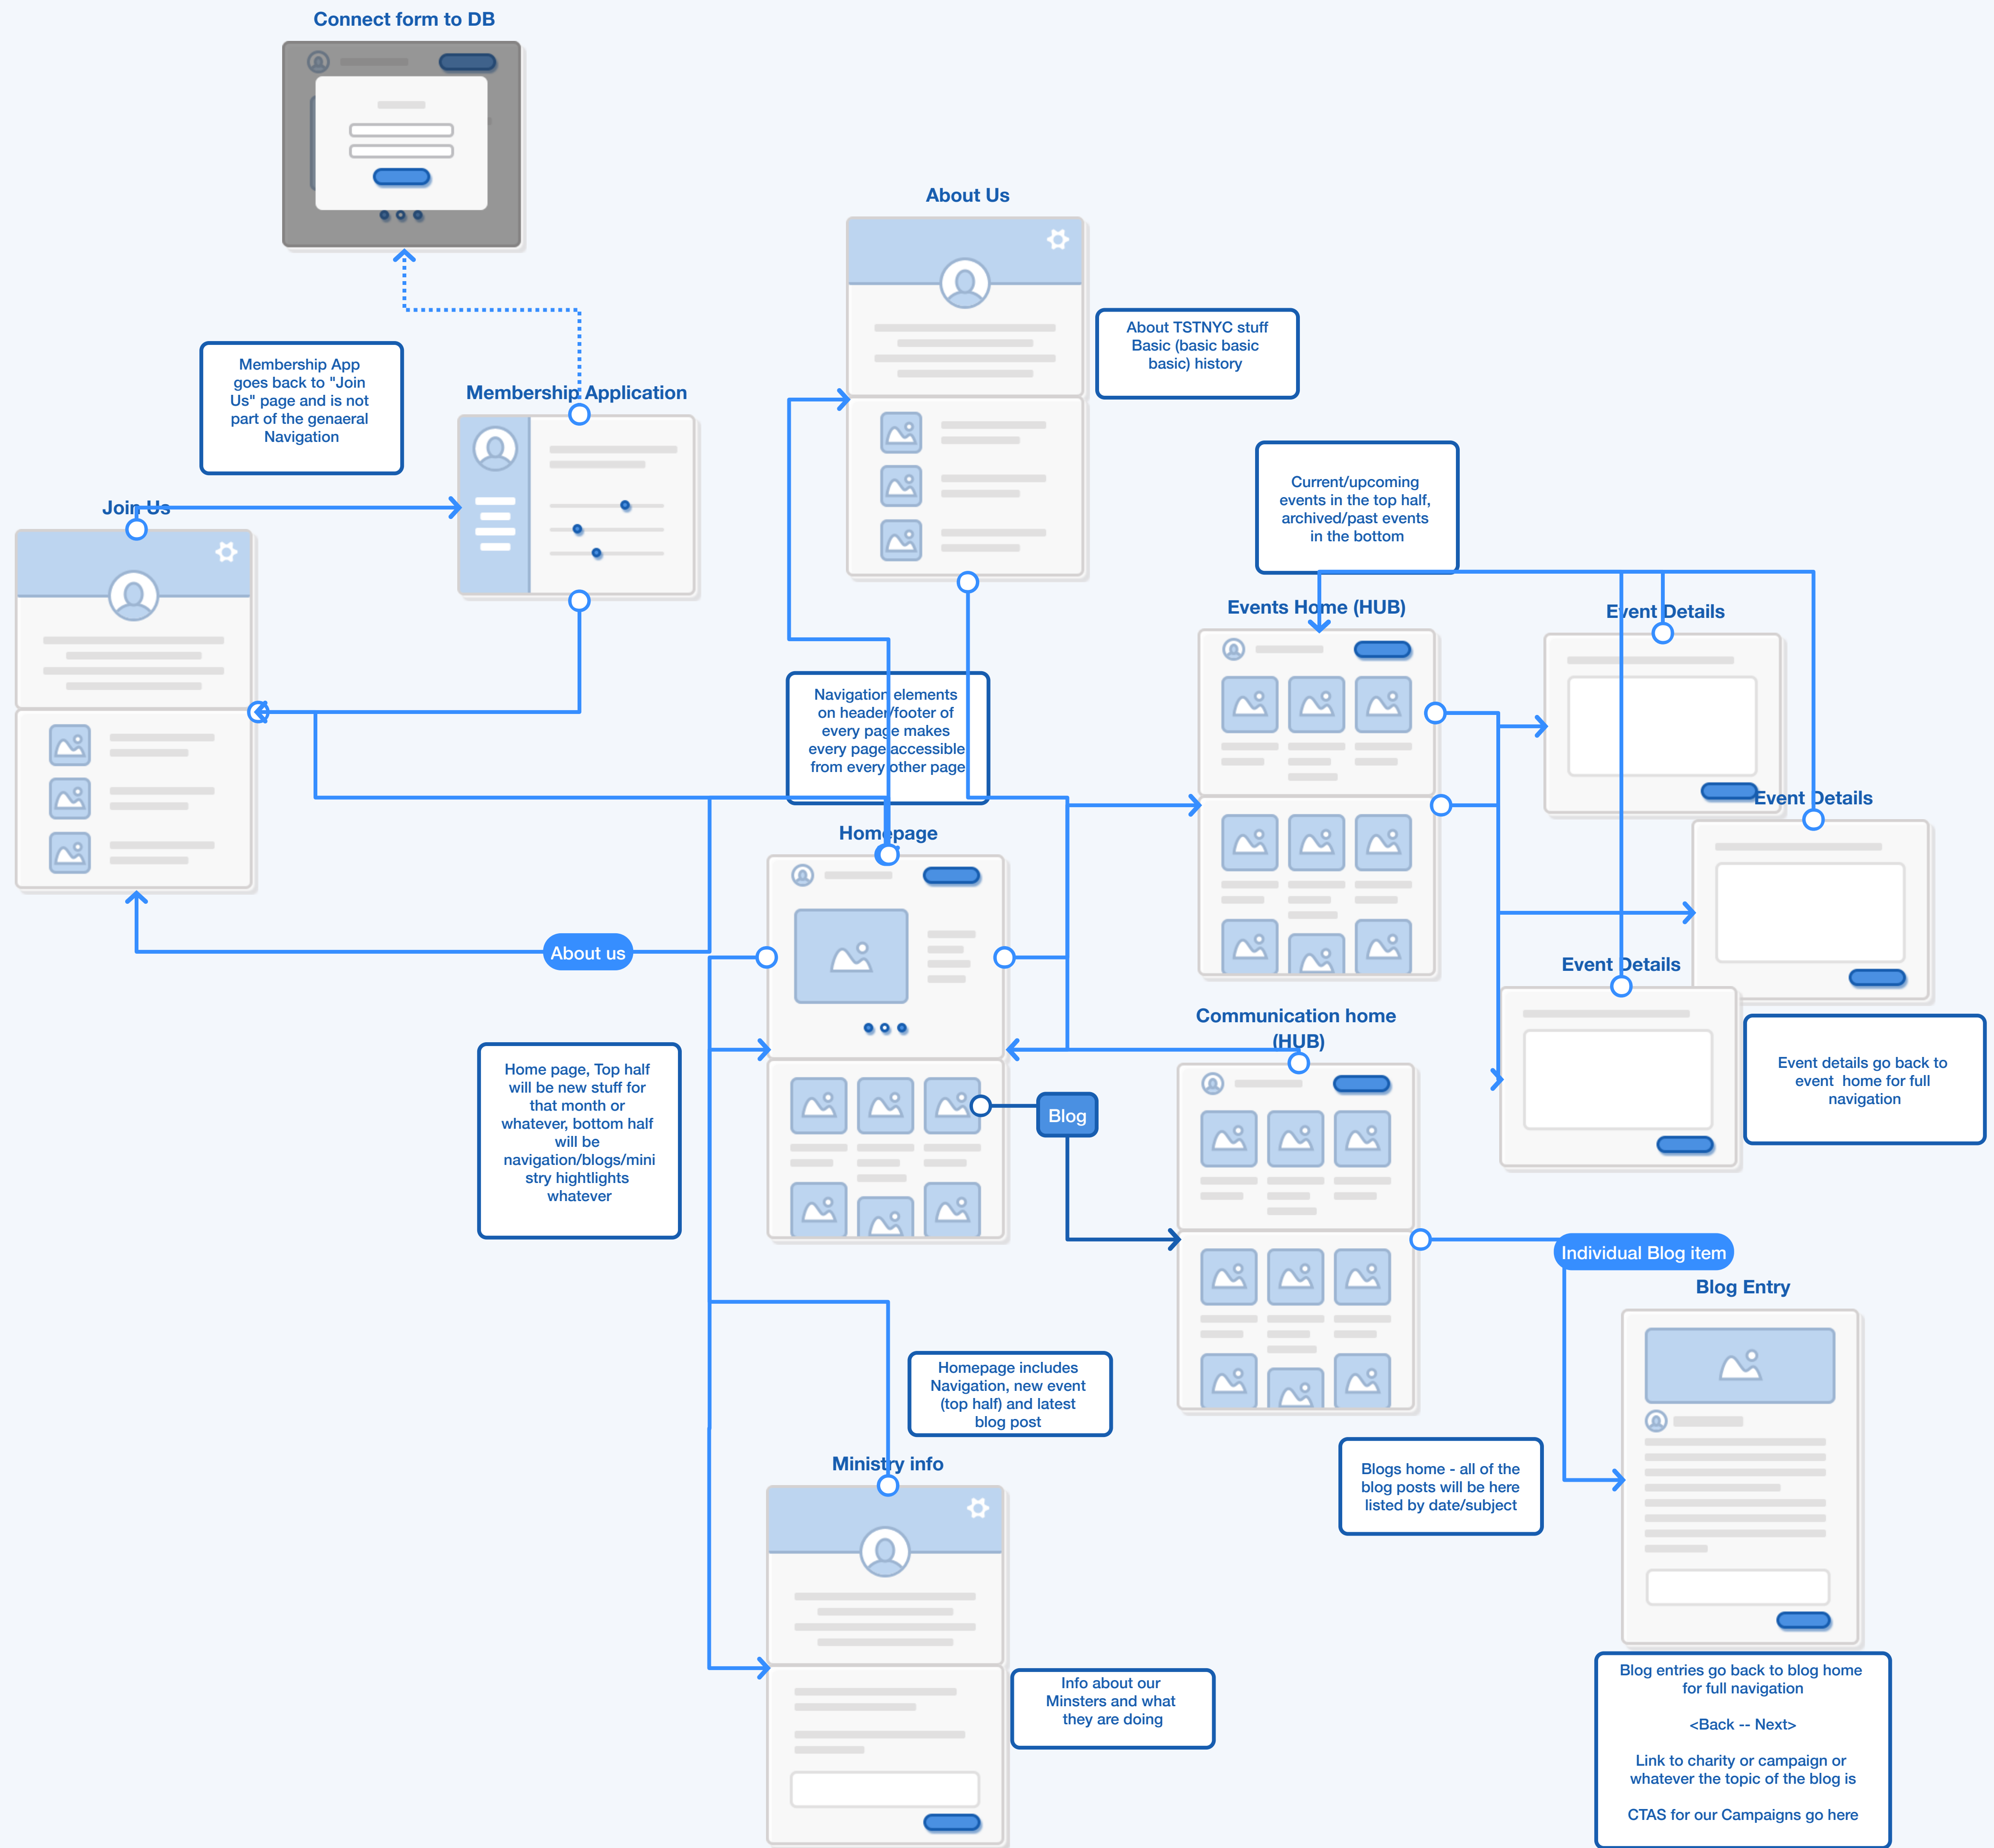 Connect form to DB
About Us
About TSTNYC stuff
Basic (basic basic
basic) history
Membership App
goes back to "Join
Us" page and is not
part of the genaeral
Navigation
Membership Application
Join Us
Current/upcoming
events in the top half,
archived/past events
in the bottom
Events Home (HUB)
Event Details
Navigation elements
on header/footer of
every page makes
every page accessible
from every other page
Event Details
Homepage
About us
Event Details
Communication home
(HUB)
Home page, Top half
will be new stuff for
that month or
whatever, bottom half
will be
navigation/blogs/mini
stry hightlights
whatever
Blog
Event details go back to
event  home for full
navigation
Individual Blog item
Blog Entry
Homepage includes
Navigation, new event
(top half) and latest
blog post
Ministry info
Blogs home - all of the
blog posts will be here
listed by date/subject
Info about our
Minsters and what
they are doing
Blog entries go back to blog home
for full navigation
<Back -- Next>
Link to charity or campaign or
whatever the topic of the blog is
CTAS for our Campaigns go here